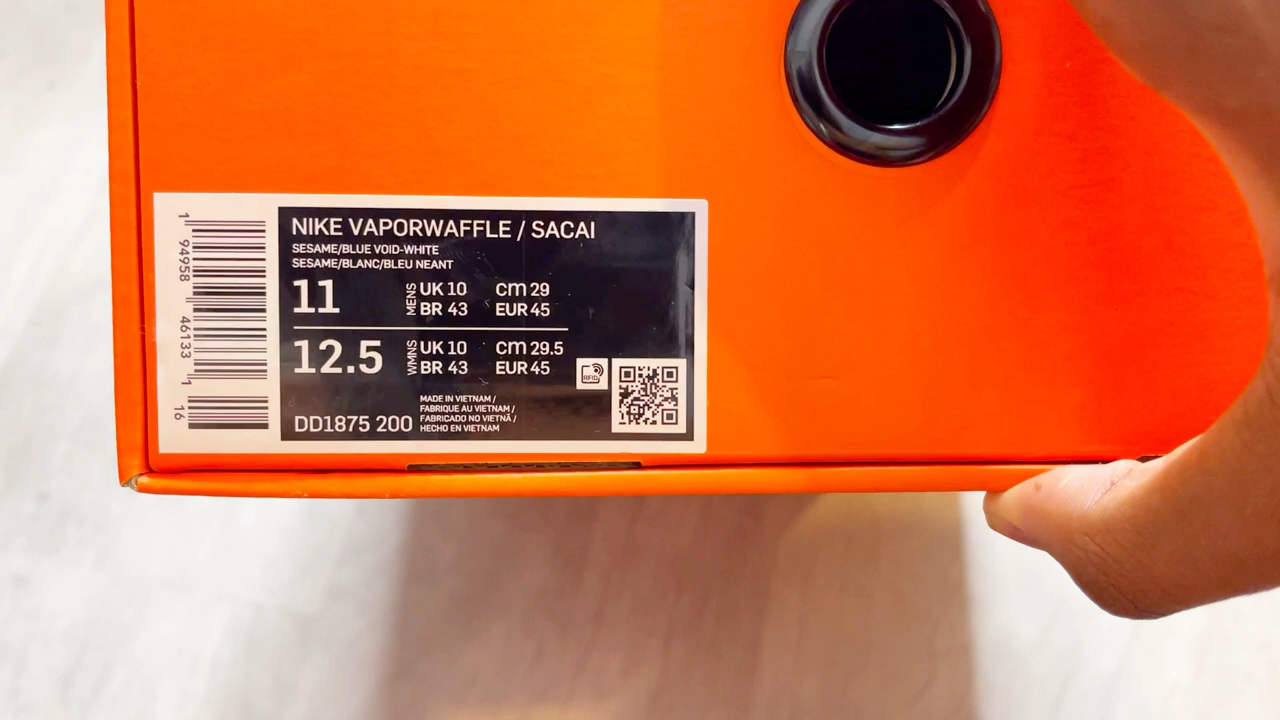 1 94958 46133 1 16
NIKE VAPORWAFFLE / SACAI
SESAME/BLUE VOID-WHITE
SESAME/BLANC/BLEU NEANT
11 MENS UK 10 cm 29
BR 43 EUR 45
12.5 WMNS UK 10 cm 29.5
BR 43 EUR 45
RFID
MADE IN VIETNAM /
FABRIQUE AU VIETNAM /
FABRICADO NO VIETNÃ /
HECHO EN VIETNAM
DD1875 200